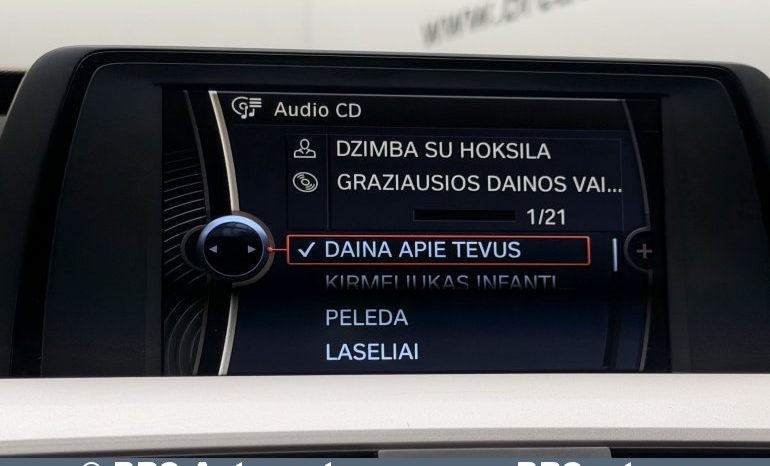 Audio CD
DZIMBA SU HOKSILA
GRAZIAUSIOS DAINOS VAI...
1/21
✓ DAINA APIE TEVUS
KIRMELIUKAS INFANTI...
PELEDA
LASELIAI